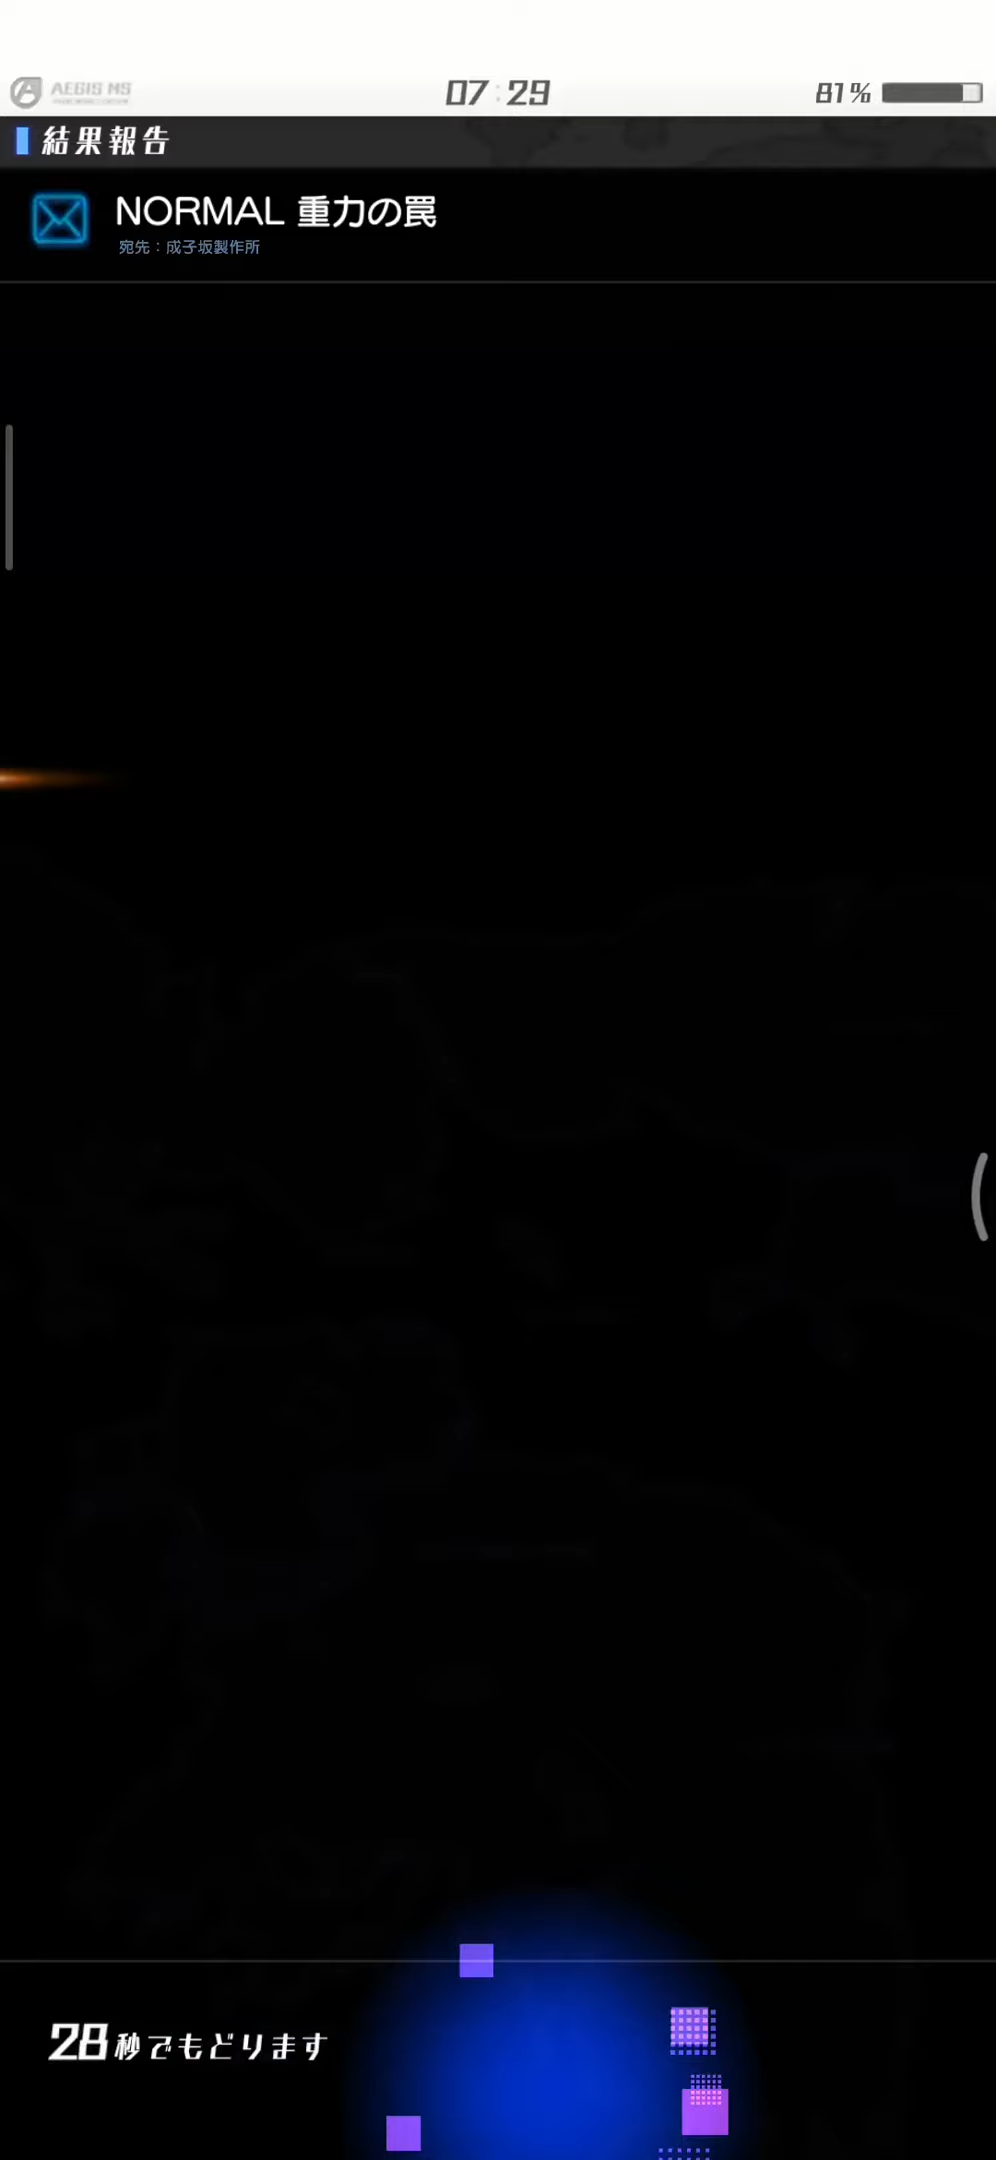 AEGIS MS
07:29
81%
結果報告
NORMAL 重力の罠
宛先：成子坂製作所
28秒でもどります